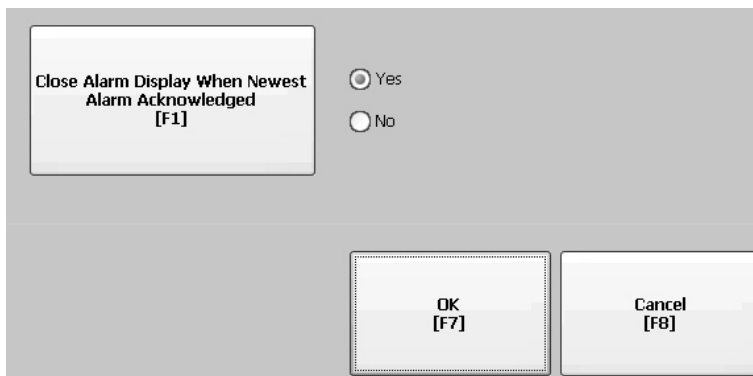 Close Alarm Display When Newest
Alarm Acknowledged
[F1]
Yes
No
OK
[F7]
Cancel
[F8]